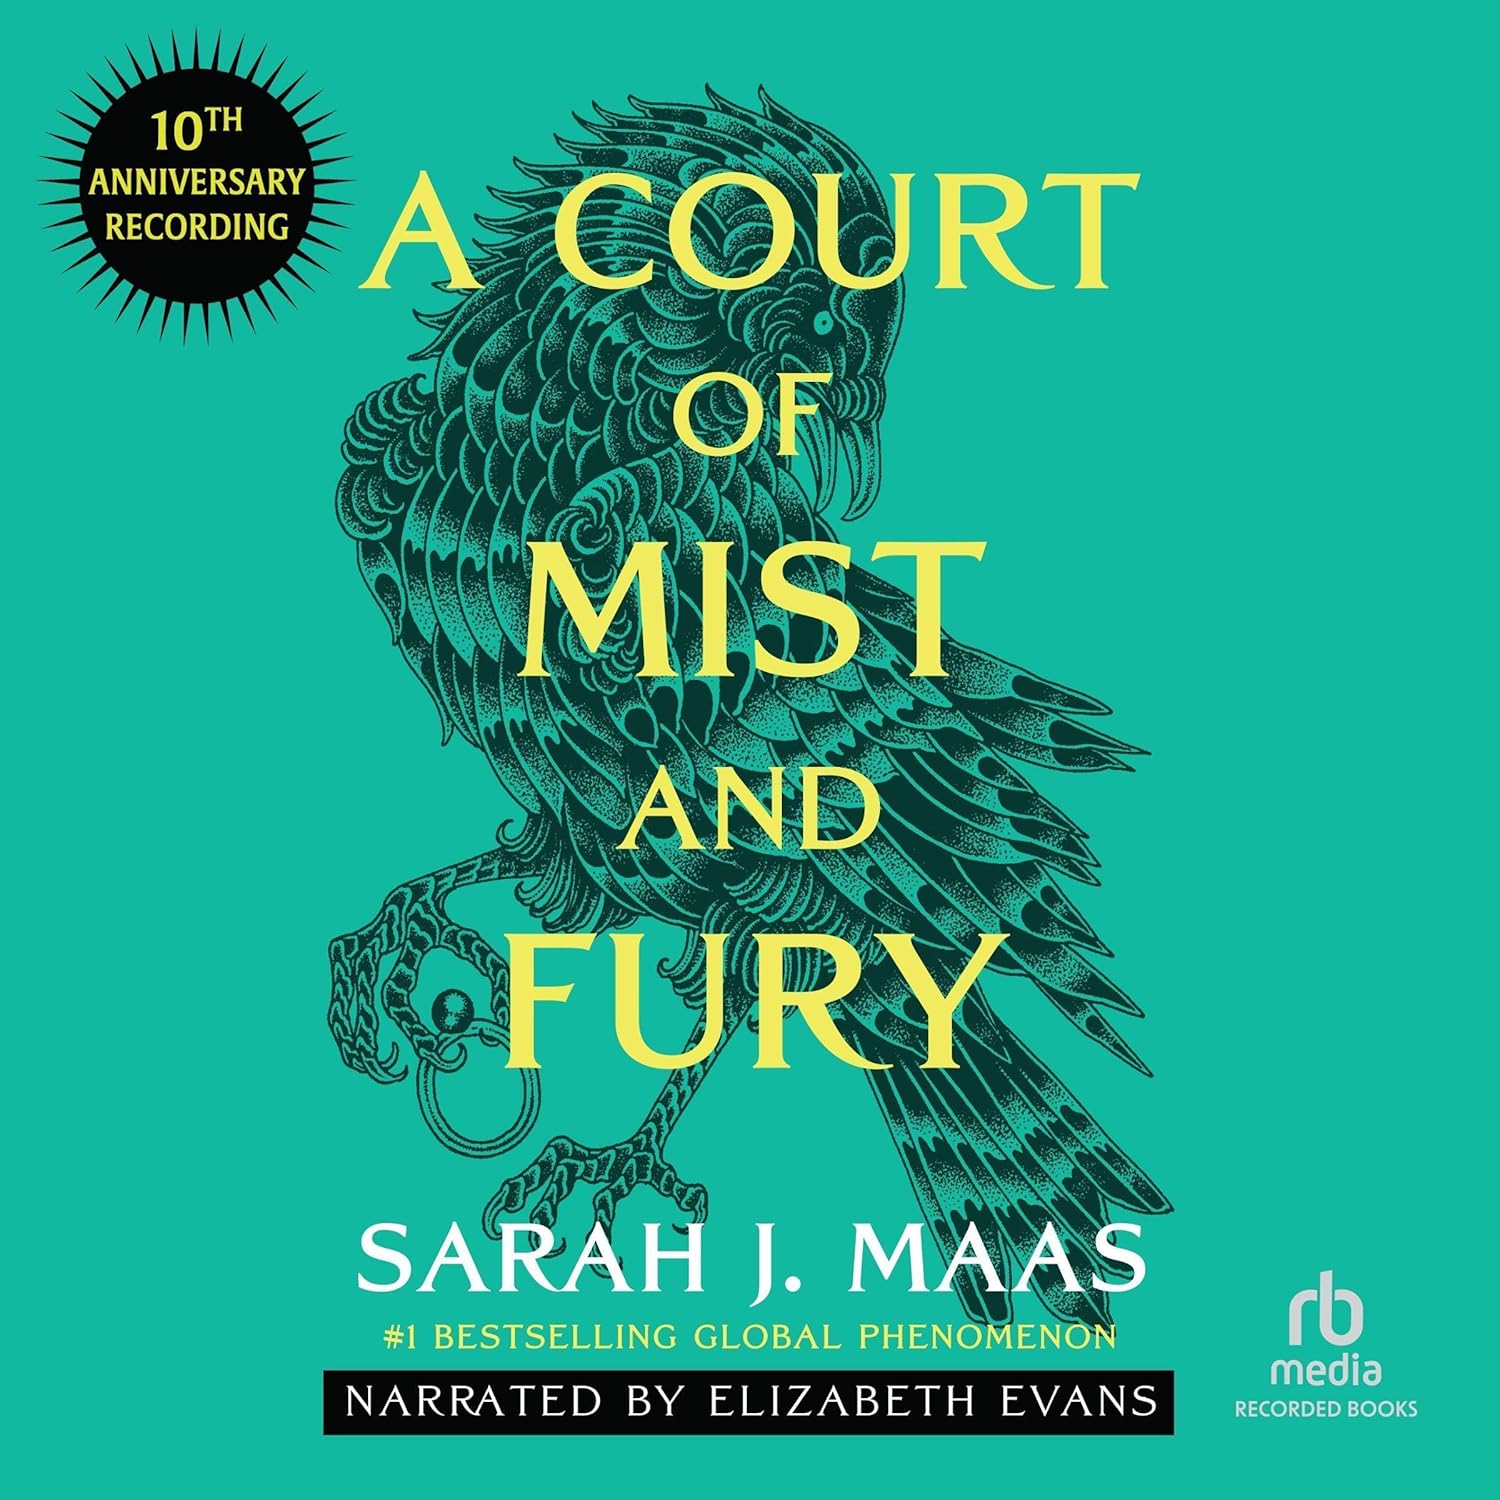 10TH
ANNIVERSARY
RECORDING
A COURT
OF
MIST
AND
FURY
SARAH J. MAAS
#1 BESTSELLING GLOBAL PHENOMENON
NARRATED BY ELIZABETH EVANS
rb
media
RECORDED BOOKS